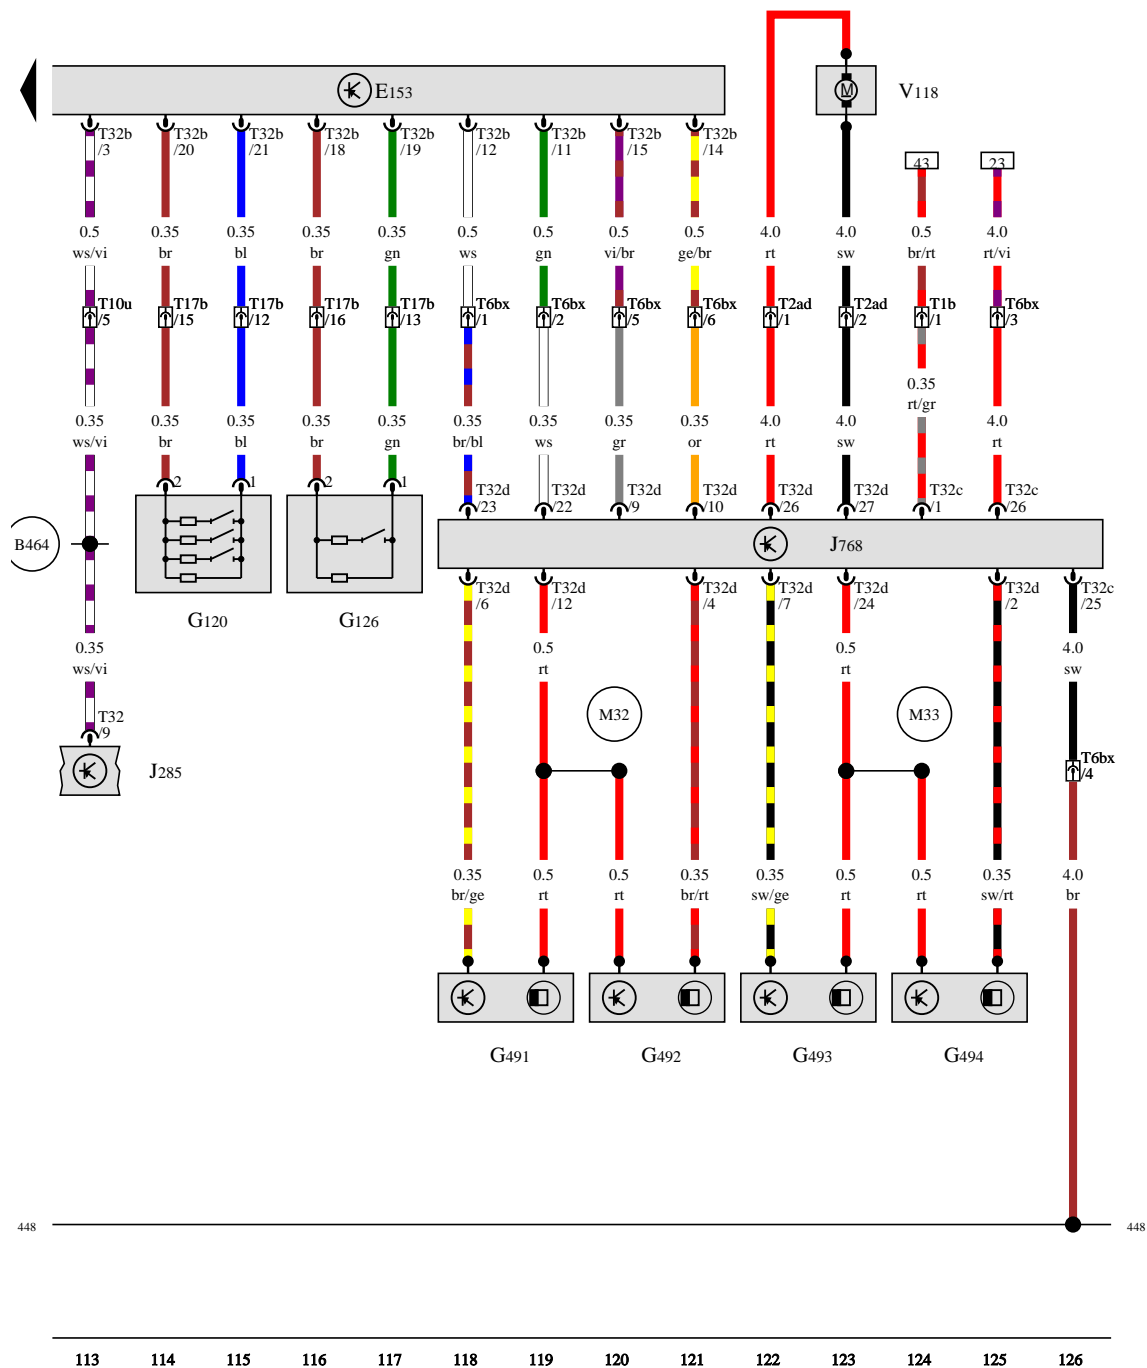 E153
V118
T32b T32b T32b T32b T32b T32b T32b T32b T32b
/3 /20 /21 /18 /19 /12 /11 /15 /14
43 23
0.5 0.35 0.35 0.35 0.35 0.5 0.5 0.5 0.5 4.0 4.0 0.5 4.0
ws/vi br bl br gn ws gn vi/br ge/br rt sw br/rt rt/vi
T10u T17b T17b T17b T17b T6bx T6bx T6bx T6bx T2ad T2ad T1b T6bx
/5 /15 /12 /16 /13 /1 /2 /5 /6 /1 /2 /1 /3
0.35
rt/gr
0.35 0.35 0.35 0.35 0.35 0.35 0.35 0.35 0.35 4.0 4.0 4.0
ws/vi br bl br gn br/bl ws gr or rt sw rt
2 1 2 1
T32d T32d T32d T32d T32d T32d T32c T32c
/23 /22 /9 /10 /26 /27 /1 /26
B464
J768
T32d T32d T32d T32d T32d T32d T32c
/6 /12 /4 /7 /24 /2 /25
G120 G126
0.35 0.5 0.5 4.0
ws/vi rt rt sw
M32 M33
T32
/9
T6bx
/4
J285
0.35 0.5 0.5 0.35 0.35 0.5 0.5 0.35 4.0
br/ge rt rt br/rt sw/ge rt rt sw/rt br
G491 G492 G493 G494
448 448
113 114 115 116 117 118 119 120 121 122 123 124 125 126